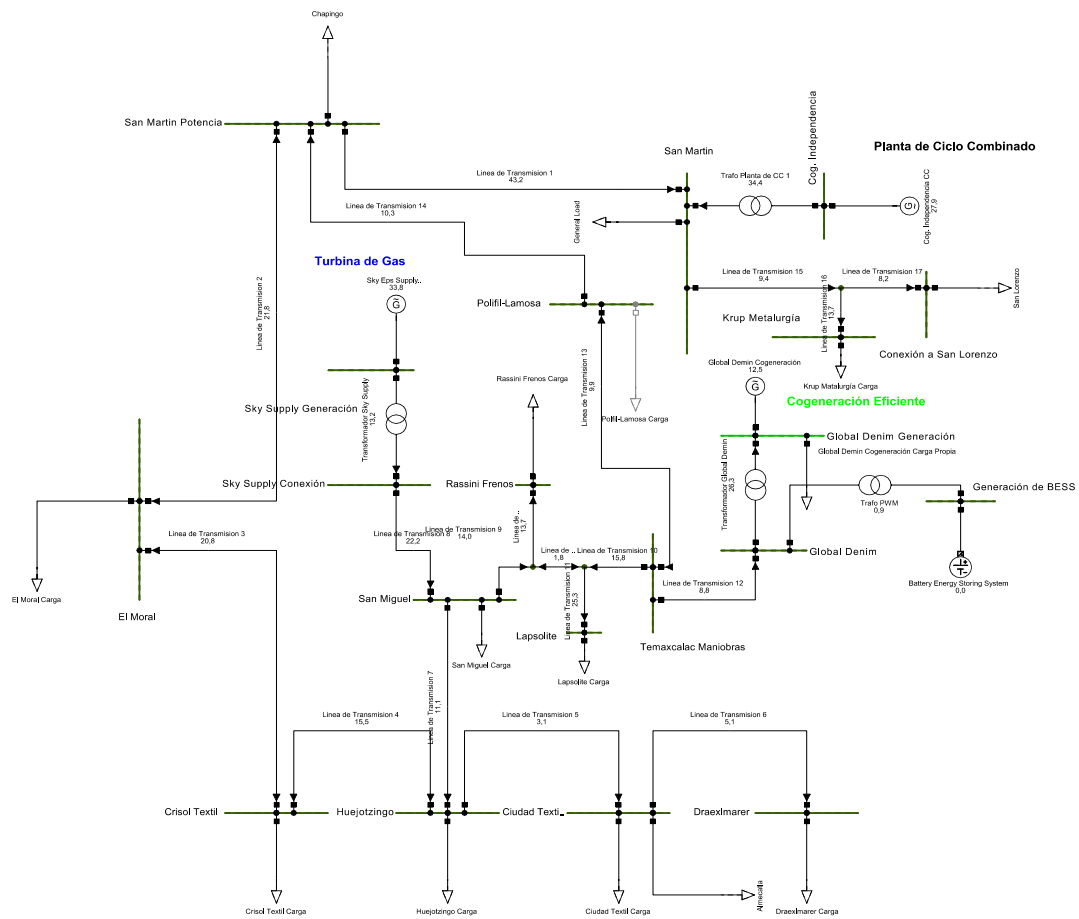 Chapingo
San Martin Potencia
San Martin
Cog. Independencia
Planta de Ciclo Combinado
Linea de Transmision 1
43,2
Trafo Planta de CC 1
34,4
G~
Cog. Independencia CC
27,9
Linea de Transmision 14
10,3
General Load
Turbina de Gas
Linea de Transmision 2
21,8
Sky Eps Supply..
33,8
G~
Linea de Transmision 15
9,4
Linea de Transmision 16
13,7
Linea de Transmision 17
8,2
San Lorenzo
Polifil-Lamosa
Krup Metalurgía
Conexión a San Lorenzo
Linea de Transmision 13
9,9
Global Demin Cogeneración
12,5
G~
Krup Matalurgía Carga
Rassini Frenos Carga
Sky Supply Generación
Transformador Sky Supply
13,2
Polfil-Lamosa Carga
Cogeneración Eficiente
Global Denim Generación
Global Demin Cogeneración Carga Propia
Transformador Global Demin
26,3
Sky Supply Conexión
Rassini Frenos
Trafo PWM
0,9
Generación de BESS
Linea de Transmision 3
20,8
Linea de Transmision 8
22,2
Linea de Transmision 9
14,0
Linea de ..
13,7
Linea de ..
1,8
Linea de Transmision 10
15,8
Linea de Transmision 11
25,3
Global Denim
Linea de Transmision 12
8,8
Battery Energy Storing System
0,0
El Moral Carga
El Moral
San Miguel
Lapsolite
Temaxcalac Maniobras
San Miguel Carga
Lapsolite Carga
Linea de Transmision 7
11,1
Linea de Transmision 4
15,5
Linea de Transmision 5
3,1
Linea de Transmision 6
5,1
Crisol Textil
Huejotzingo
Ciudad Texti..
Draexlmarer
Crisol Textil Carga
Huejotzingo Carga
Ciudad Textil Carga
Almecatla
Draexlmarer Carga